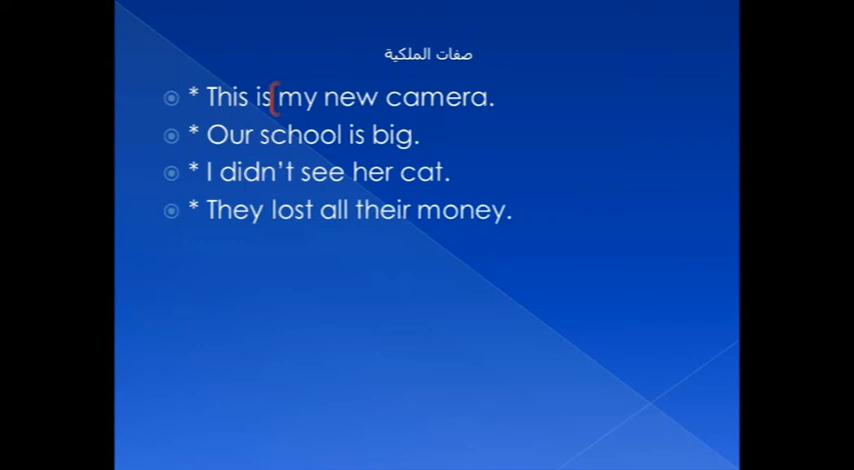 صفات الملكية
* This is my new camera.
* Our school is big.
* I didn't see her cat.
* They lost all their money.